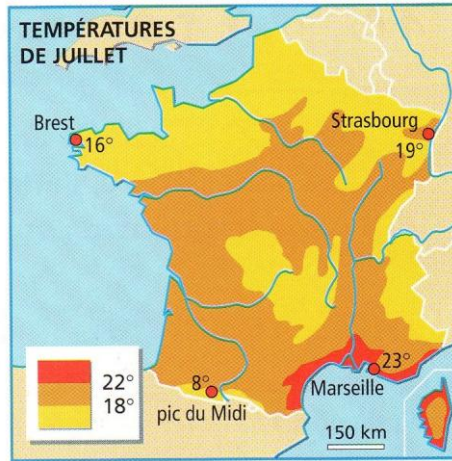 TEMPÉRATURES
DE JUILLET
Brest
16°
Strasbourg
19°
22°
18°
8°
pic du Midi
23°
Marseille
150 km